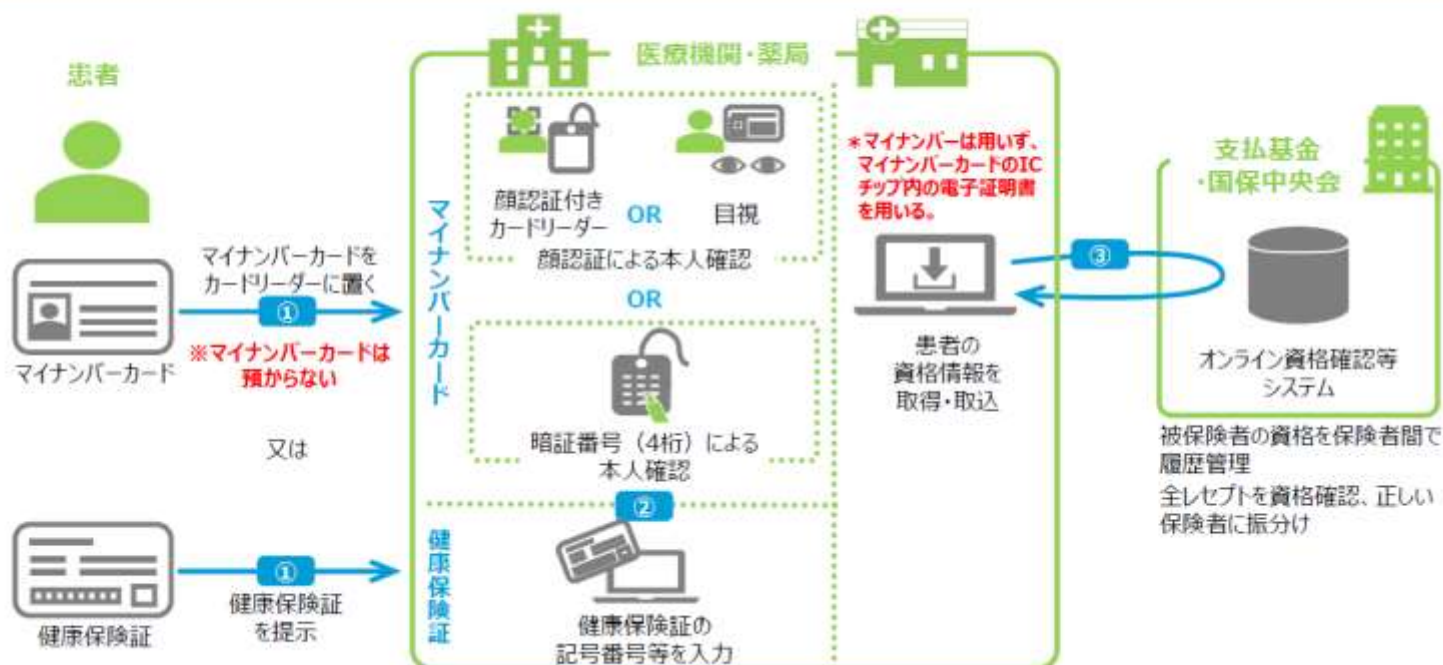 患者
マイナンバーカードを
カードリーダーに置く
①
※マイナンバーカードは
預からない
マイナンバーカード
又は
①
健康保険証
を提示
健康保険証
医療機関・薬局
マイナンバーカード
顔認証付き
カードリーダー
OR
目視
顔認証による本人確認
OR
暗証番号（4桁）による
本人確認
②
健康保険証
健康保険証の
記号番号等を入力
＊マイナンバーは用いず、
マイナンバーカードのIC
チップ内の電子証明書
を用いる。
患者の
資格情報を
取得・取込
③
支払基金
・国保中央会
オンライン資格確認等
システム
被保険者の資格を保険者間で
履歴管理
全レセプトを資格確認、正しい
保険者に振分け